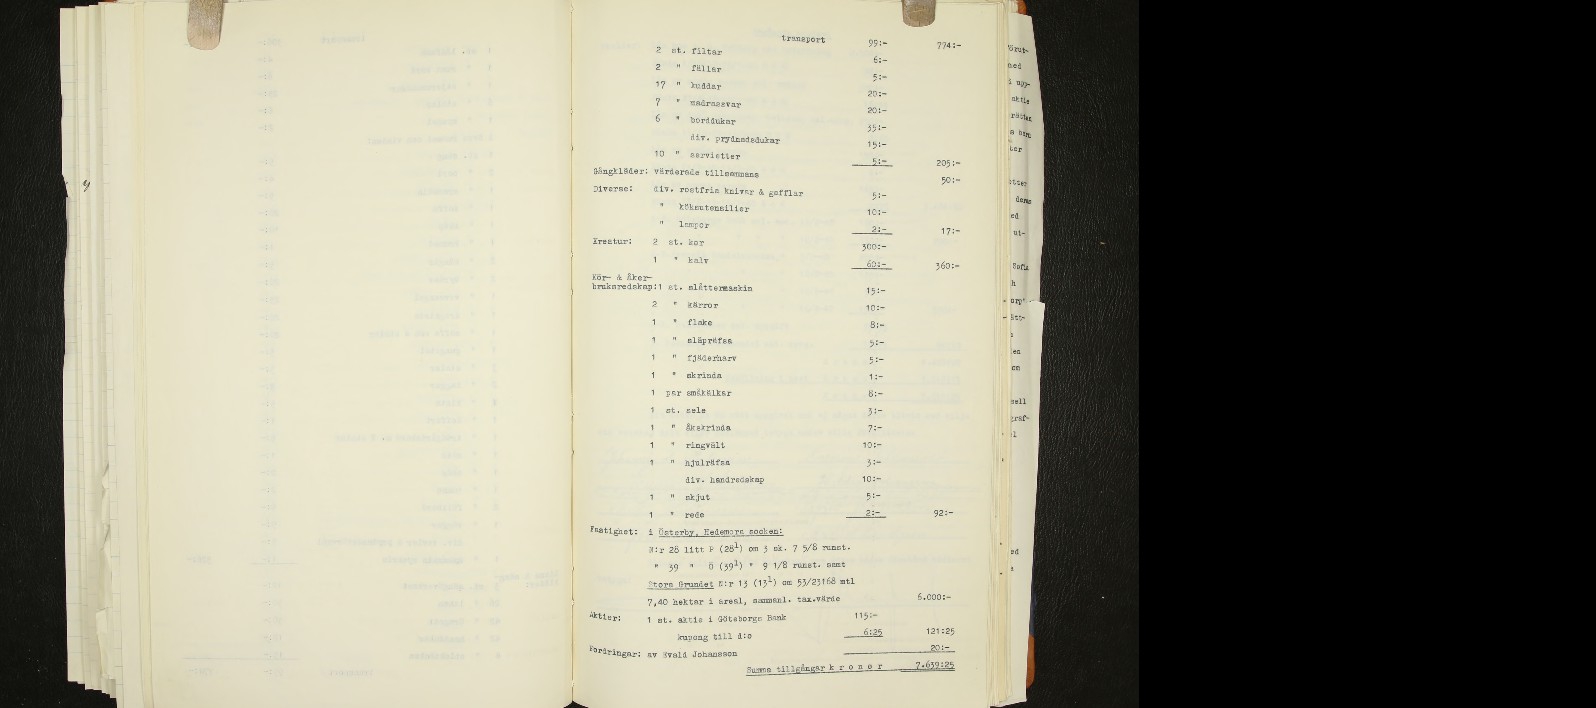 transport 99:- 774:-
2 st. filtar 6:-
2 " fällar 5:-
17 " kuddar 20:-
7 " madrassvar 20:-
6 " borddukar 35:-
div. prydnadsdukar 15:-
10 " servietter 5:- 205:-
Gångkläder: värderade tillsammans 50:-
Diverse: div. rostfria knivar & gafflar 5:-
" köksutensilier 10:-
" lampor 2:- 17:-
Kreatur: 2 st. kor 300:-
1 " kalv 60:- 360:-
Kör- & Åker-
bruksredskap:1 st. slåttermaskin 15:-
2 " kärror 10:-
1 " flake 8:-
1 " släpräfsa 5:-
1 " fjäderharv 5:-
1 " skrinda 1:-
1 par småkälkar 8:-
1 st. sele 3:-
1 " Åkskrinda 7:-
1 " ringvält 10:-
1 " hjulräfsa 3:-
div. handredskap 10:-
1 " skjut 5:-
1 " rede 2:- 92:-
Fastighet: i Österby, Hedemora socken:
N:r 28 litt P (28¹) om 3 sk. 7 5/8 runst.
" 39 " Ö (39¹) " 9 1/8 runst. samt
Stora Grundet N:r 13 (13¹) om 53/23168 mtl
7,40 hektar i areal, sammanl. tax.värde 6.000:-
Aktier: 1 st. aktie i Göteborgs Bank 115:-
kupong till d:o 6:25 121:25
Fordringar: av Evald Johansson 20:-
Summa tillgångar k r o n o r 7.639:25